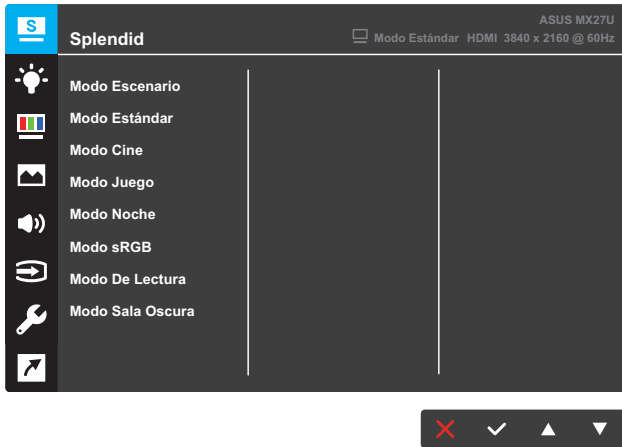 S
ASUS MX27U
Splendid
Modo Estándar HDMI 3840 x 2160 @ 60Hz
Modo Escenario
Modo Estándar
Modo Cine
Modo Juego
Modo Noche
Modo sRGB
Modo De Lectura
Modo Sala Oscura